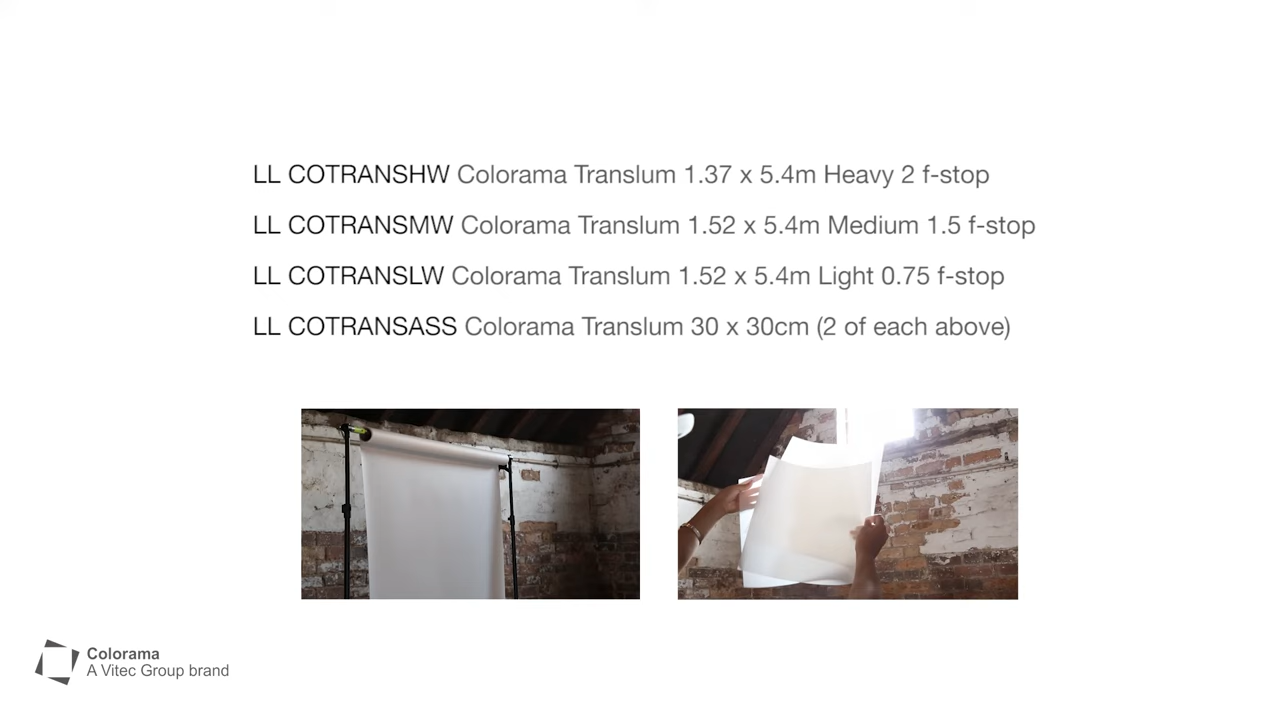 LL COTRANSHW Colorama Translum 1.37 x 5.4m Heavy 2 f-stop
LL COTRANSMW Colorama Translum 1.52 x 5.4m Medium 1.5 f-stop
LL COTRANSLW Colorama Translum 1.52 x 5.4m Light 0.75 f-stop
LL COTRANSASS Colorama Translum 30 x 30cm (2 of each above)
Colorama
A Vitec Group brand